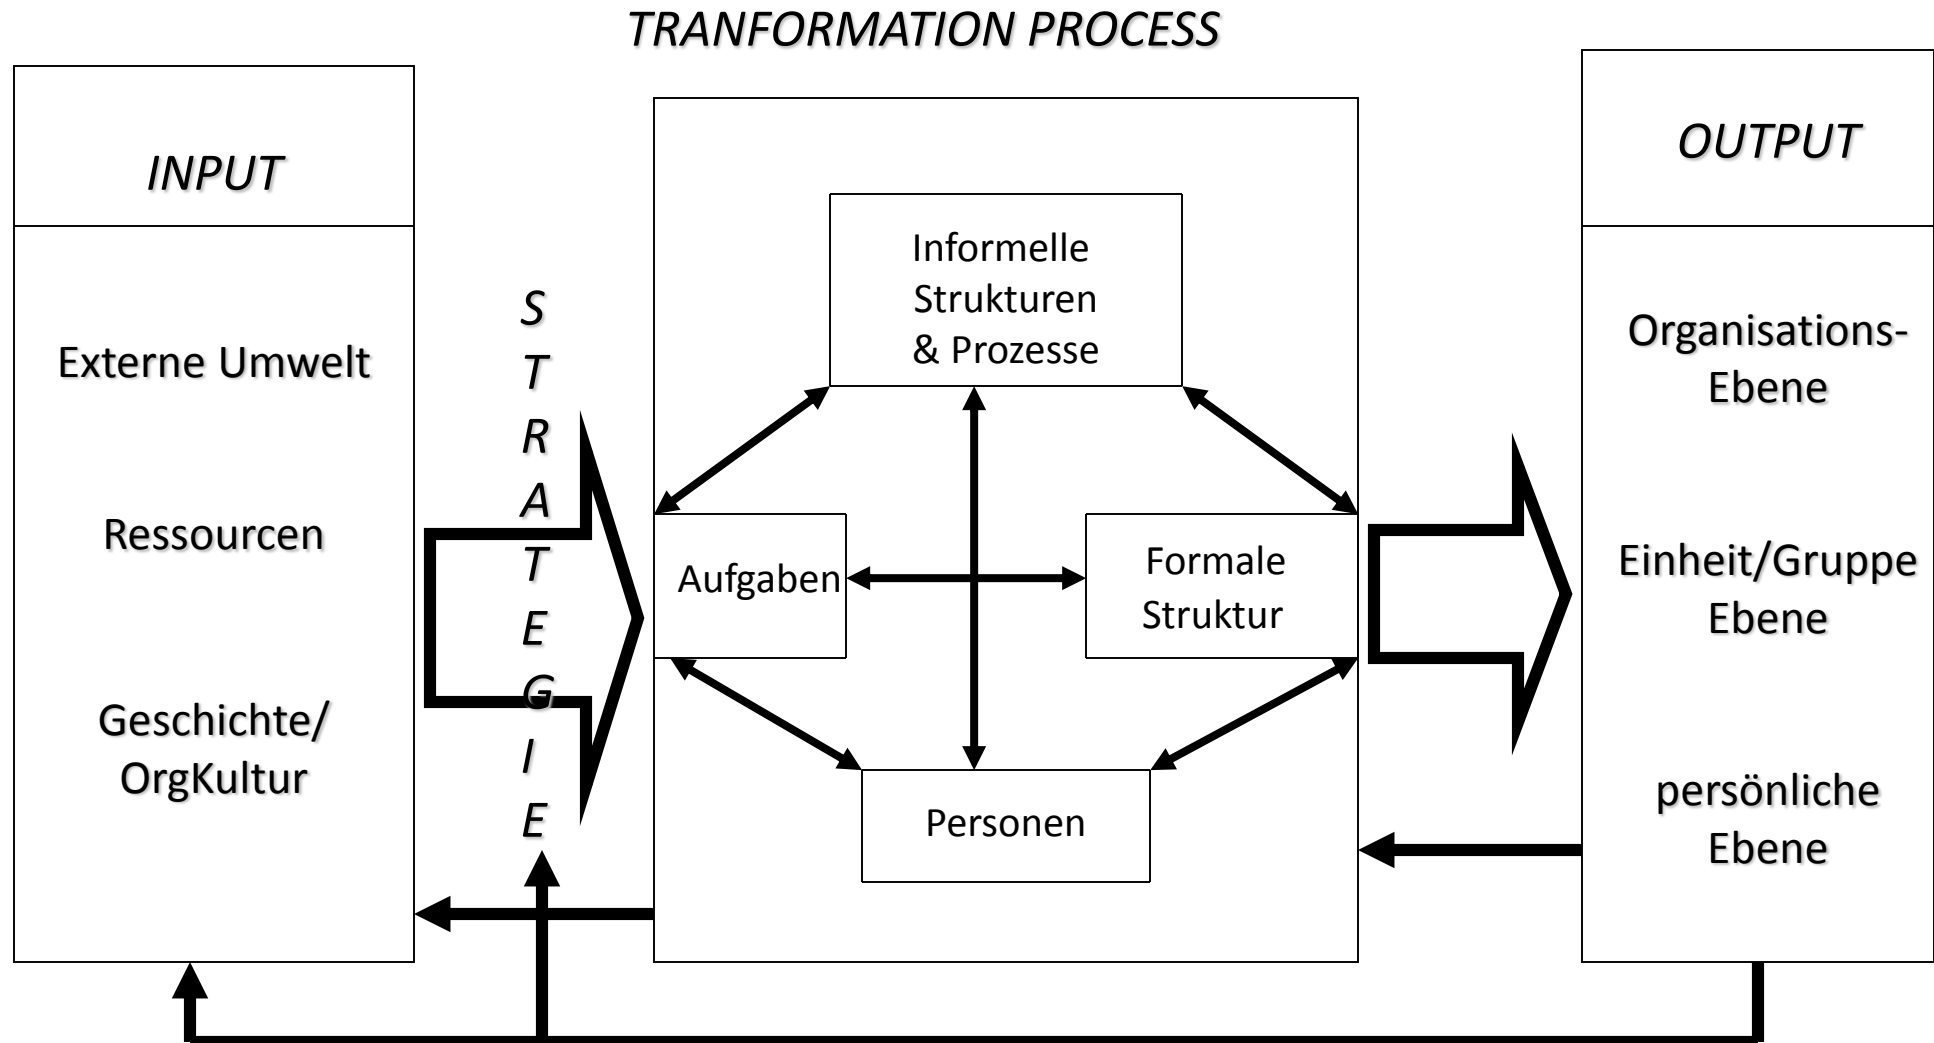 TRANFORMATION PROCESS
INPUT
Externe Umwelt
Ressourcen
Geschichte/
OrgKultur
S
T
R
A
T
E
G
I
E
Informelle
Strukturen
& Prozesse
Aufgaben
Formale
Struktur
Personen
OUTPUT
Organisations-
Ebene
Einheit/Gruppe
Ebene
persönliche
Ebene